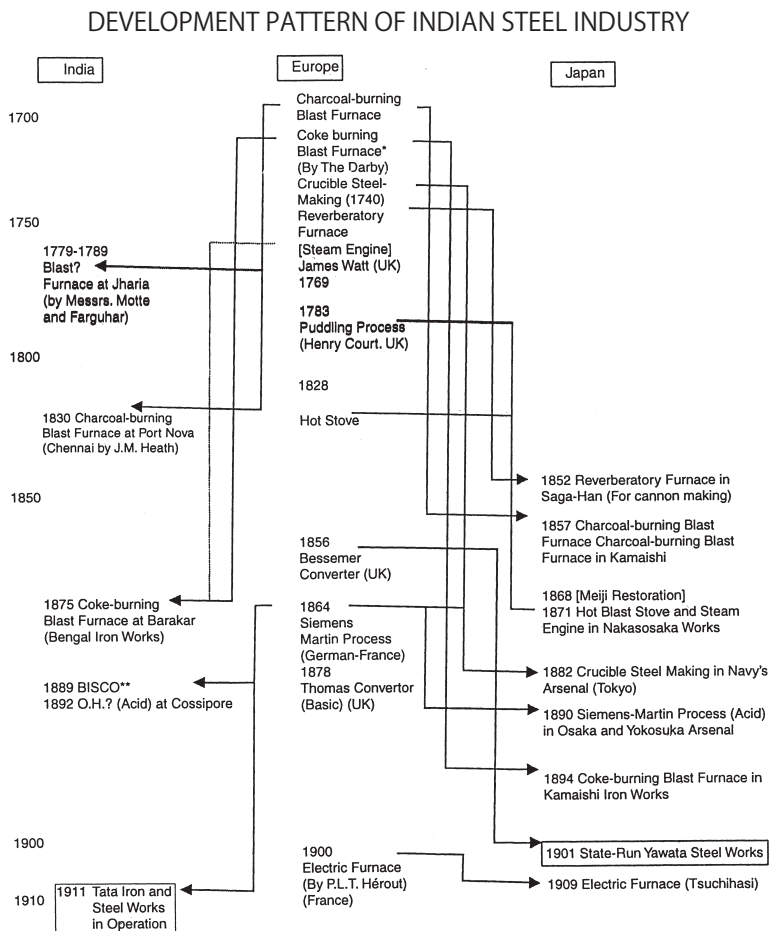 DEVELOPMENT PATTERN OF INDIAN STEEL INDUSTRY
India
Europe
Japan
1700
1750
1800
1850
1900
1910
1779-1789
Blast?
Furnace at Jharia
(by Messrs. Motte
and Farguhar)
1830 Charcoal-burning
Blast Furnace at Port Nova
(Chennai by J.M. Heath)
1875 Coke-burning
Blast Furnace at Barakar
(Bengal Iron Works)
1889 BISCO**
1892 O.H.? (Acid) at Cossipore
1911 Tata Iron and
Steel Works
in Operation
Charcoal-burning
Blast Furnace
Coke burning
Blast Furnace*
(By The Darby)
Crucible Steel-
Making (1740)
Reverberatory
Furnace
[Steam Engine]
James Watt (UK)
1769
1783
Puddling Process
(Henry Court. UK)
1828
Hot Stove
1856
Bessemer
Converter (UK)
1864
Siemens
Martin Process
(German-France)
1878
Thomas Convertor
(Basic) (UK)
1900
Electric Furnace
(By P.L.T. Hérout)
(France)
1852 Reverberatory Furnace in
Saga-Han (For cannon making)
1857 Charcoal-burning Blast
Furnace Charcoal-burning Blast
Furnace in Kamaishi
1868 [Meiji Restoration]
1871 Hot Blast Stove and Steam
Engine in Nakasosaka Works
1882 Crucible Steel Making in Navy's
Arsenal (Tokyo)
1890 Siemens-Martin Process (Acid)
in Osaka and Yokosuka Arsenal
1894 Coke-burning Blast Furnace in
Kamaishi Iron Works
1901 State-Run Yawata Steel Works
1909 Electric Furnace (Tsuchihasi)